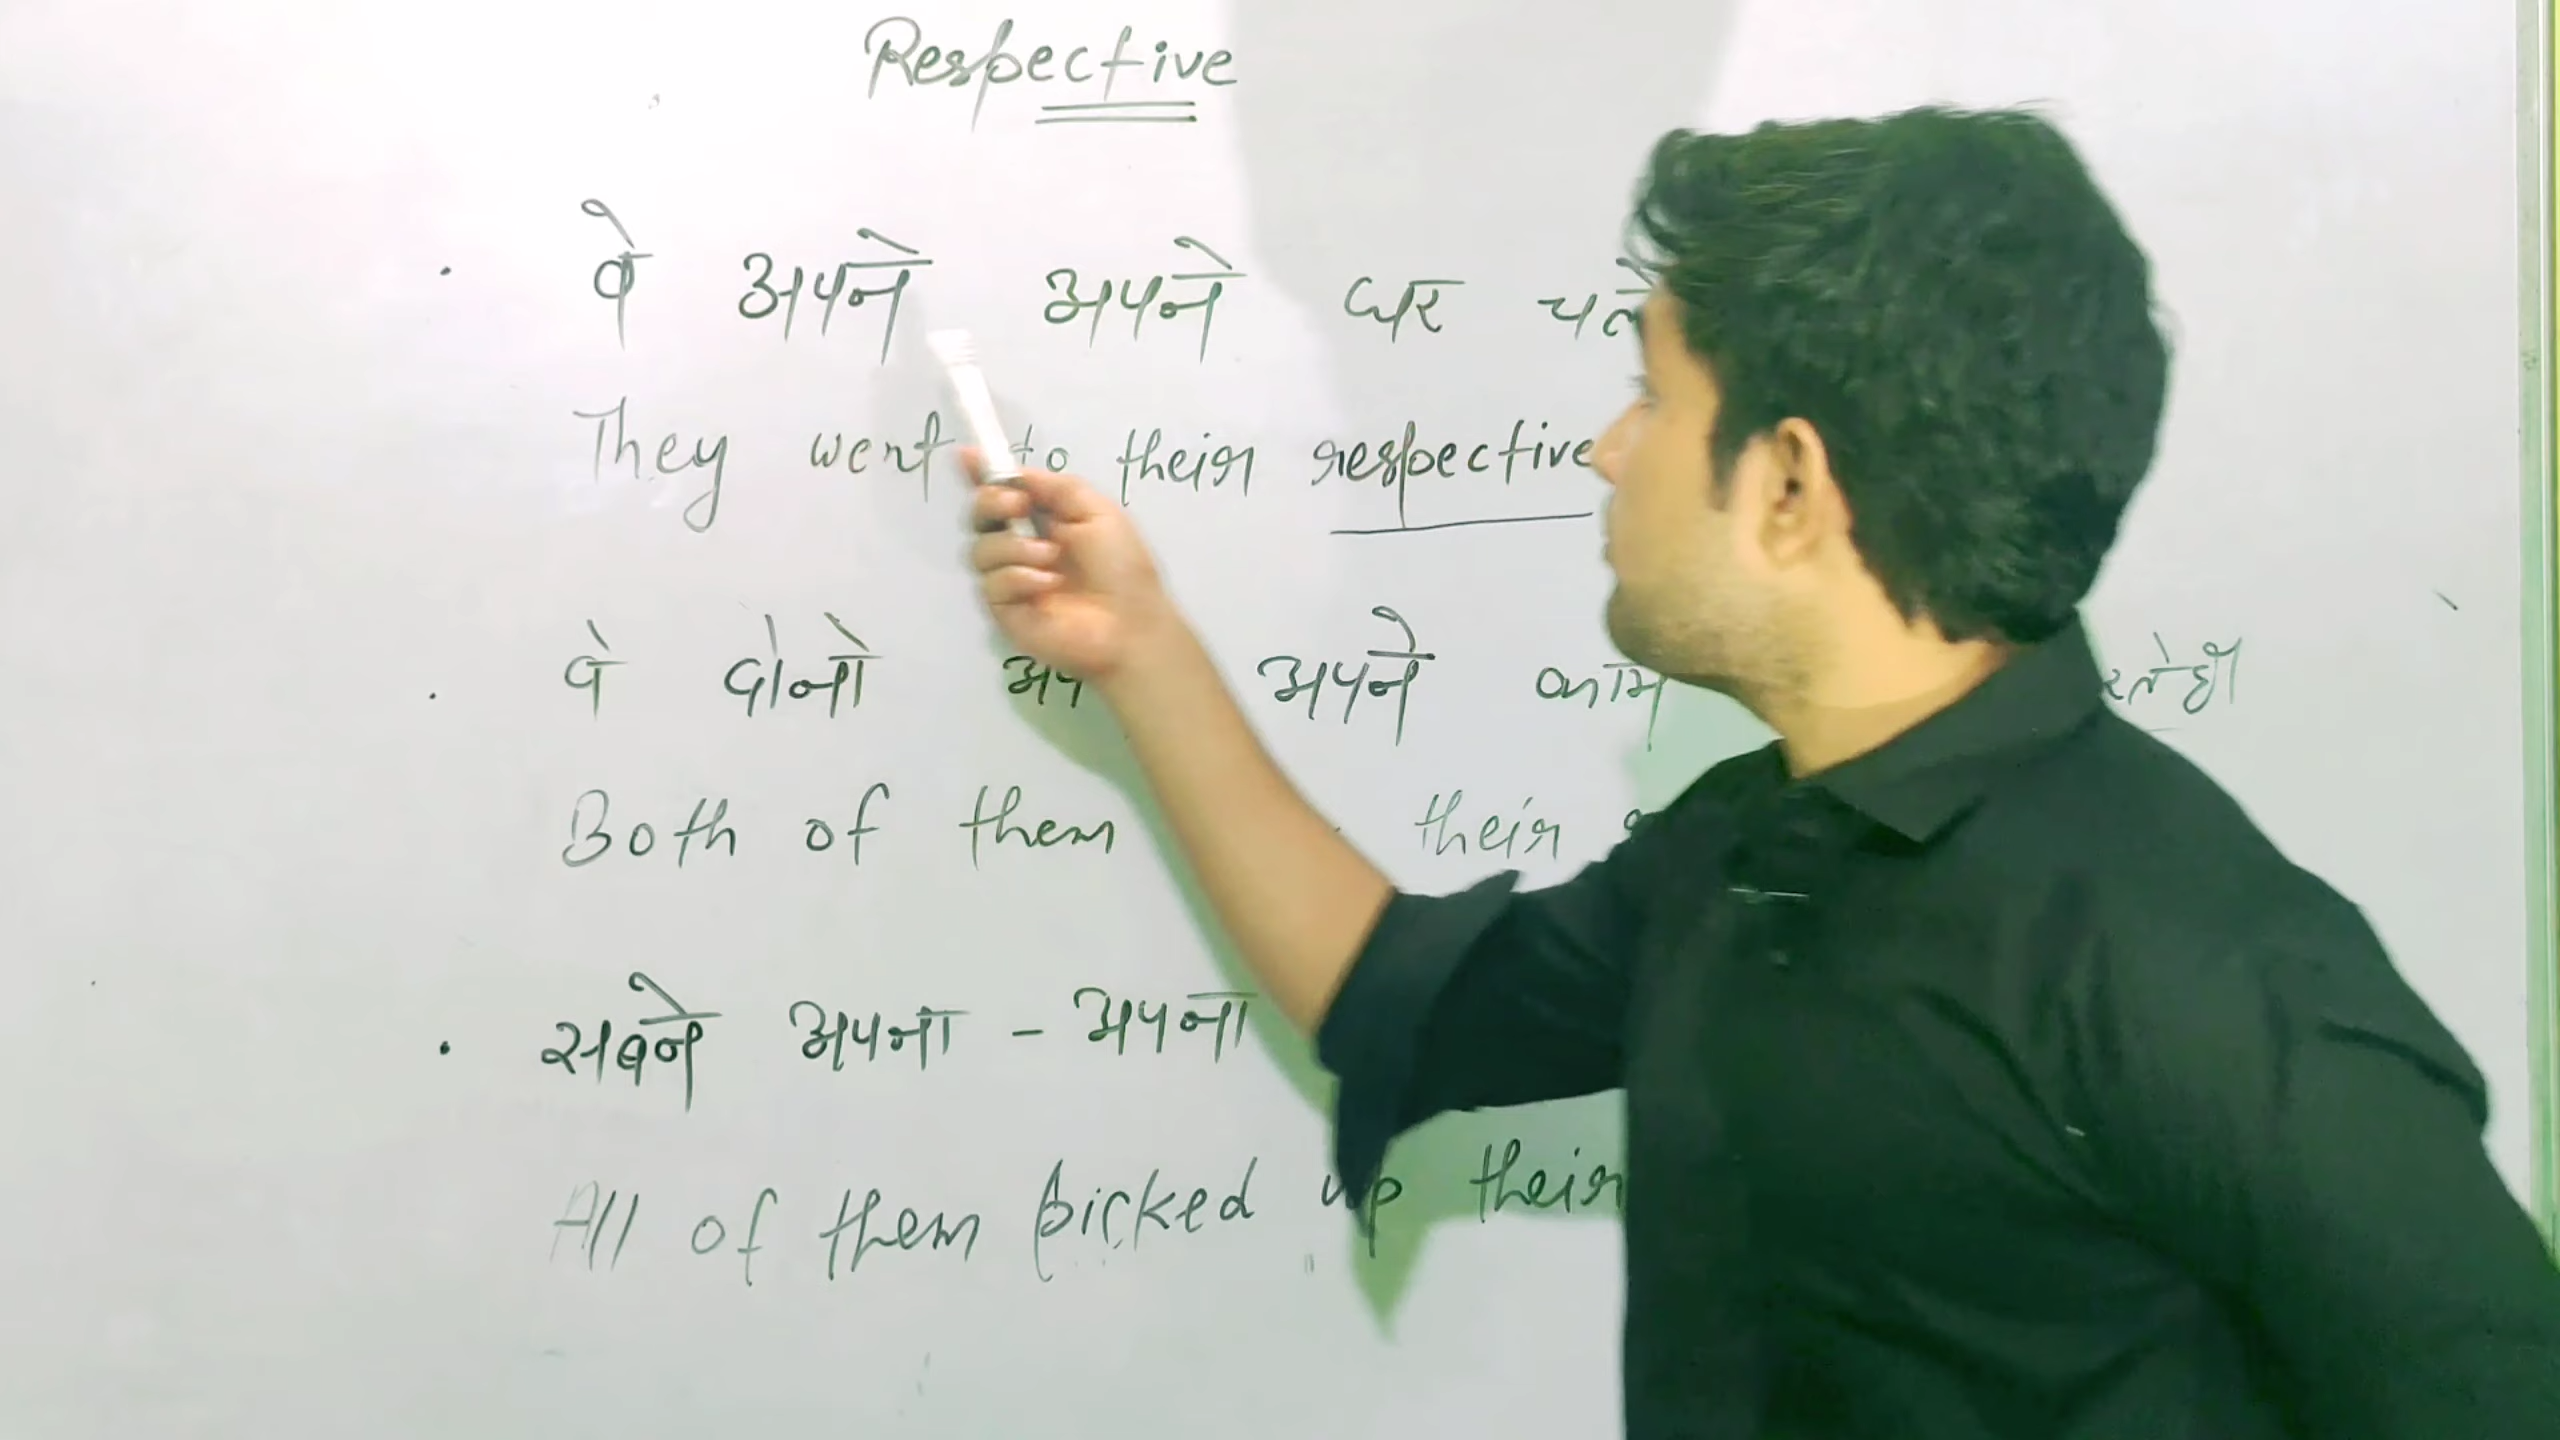 Respective
• वे अपने अपने घर चले
They went to their respective
• वे दोनो अप अपने काम रते हैं
Both of them their
• सबने अपना - अपना
All of them picked up their